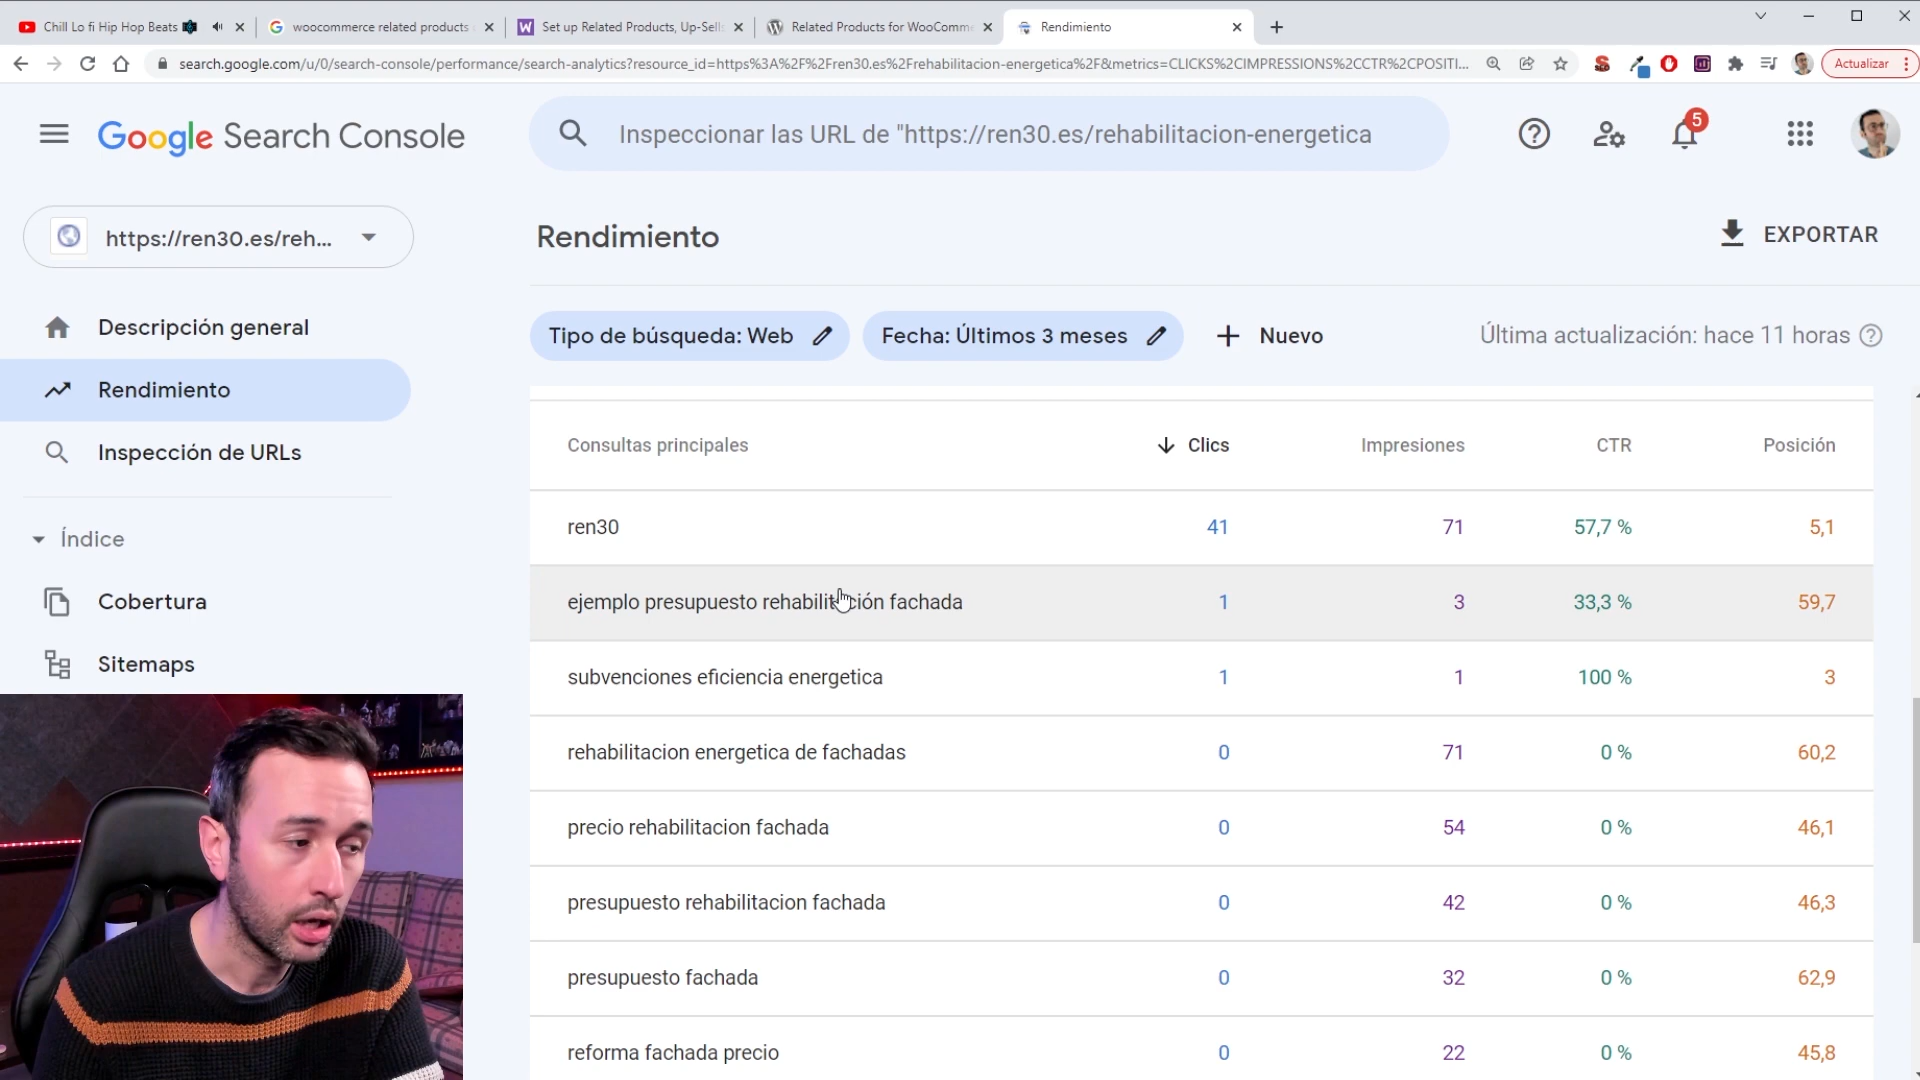 Chill Lo fi Hip Hop Beats
woocommerce related products
Set up Related Products, Up-Sells
Related Products for WooComme
Rendimiento
search.google.com/u/0/search-console/performance/search-analytics?resource_id=https%3A%2F%2Fren30.es%2Frehabilitacion-energetica%2F&metrics=CLICKS%2CIMPRESSIONS%2CCTR%2CPOSITI...
Actualizar
Google Search Console
Inspeccionar las URL de "https://ren30.es/rehabilitacion-energetica
5
https://ren30.es/reh...
Rendimiento
EXPORTAR
Descripción general
Rendimiento
Inspección de URLs
Índice
Cobertura
Sitemaps
Tipo de búsqueda: Web
Fecha: Últimos 3 meses
Nuevo
Última actualización: hace 11 horas
Consultas principales Clics Impresiones CTR Posición
ren30 41 71 57,7 % 5,1
ejemplo presupuesto rehabilitación fachada 1 3 33,3 % 59,7
subvenciones eficiencia energetica 1 1 100 % 3
rehabilitacion energetica de fachadas 0 71 0 % 60,2
precio rehabilitacion fachada 0 54 0 % 46,1
presupuesto rehabilitacion fachada 0 42 0 % 46,3
presupuesto fachada 0 32 0 % 62,9
reforma fachada precio 0 22 0 % 45,8